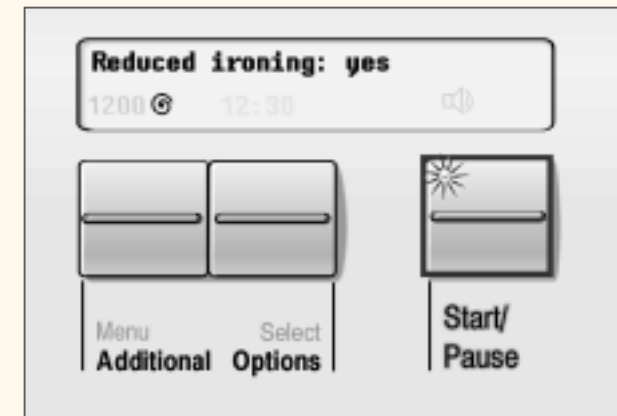 Reduced ironing: yes
1200 12:30
Menu Select
Additional Options
Start/
Pause